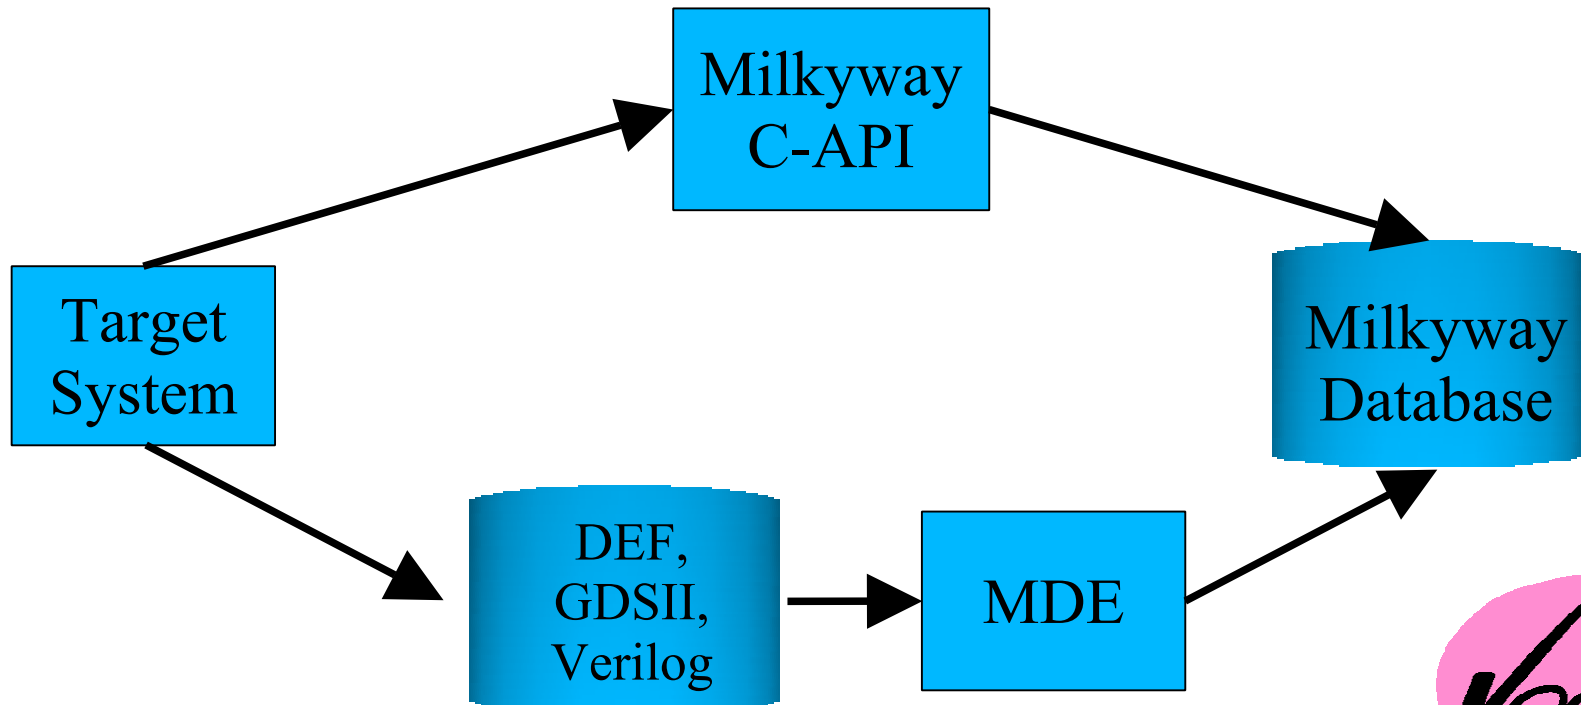 Milkyway
C-API
Target
System
Milkyway
Database
DEF,
GDSII,
Verilog
MDE